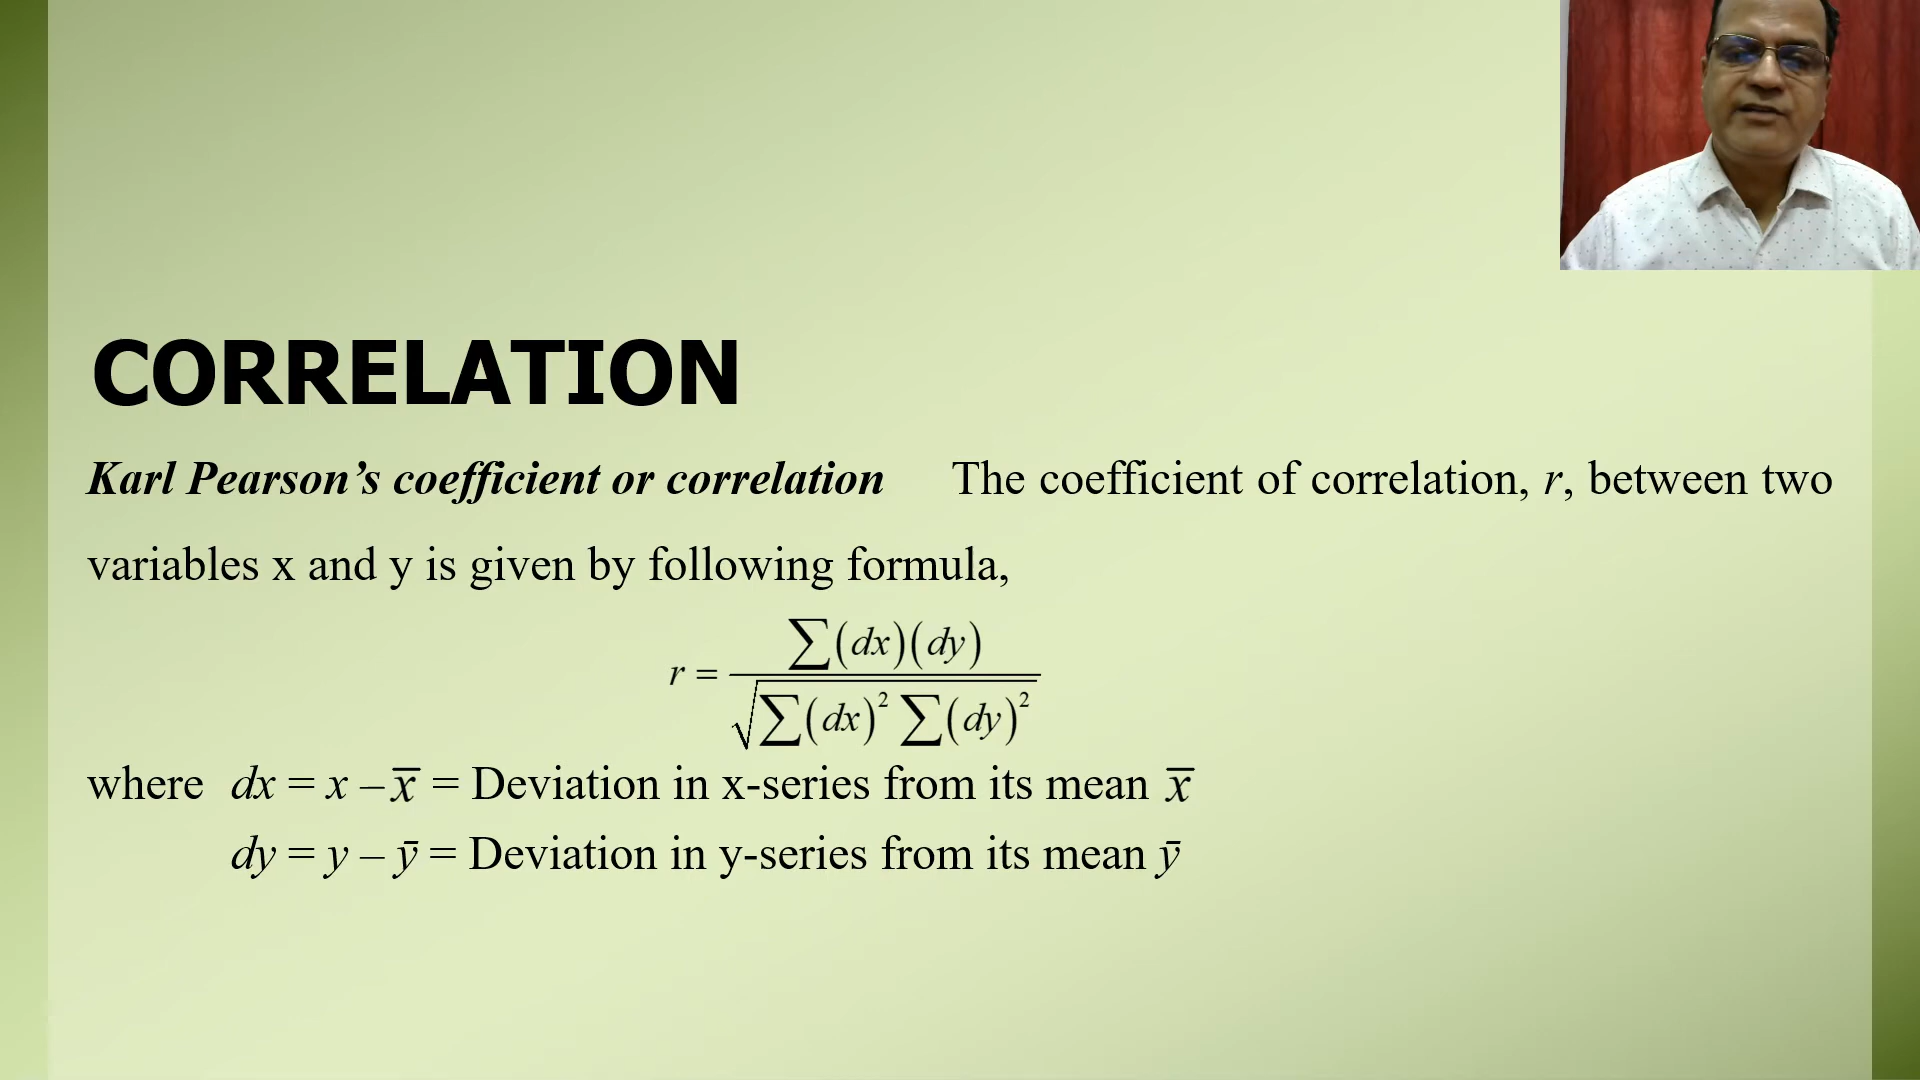 CORRELATION
Karl Pearson’s coefficient or correlation The coefficient of correlation, r, between two
variables x and y is given by following formula,
r = ∑(dx)(dy) / √∑(dx)² ∑(dy)²
where dx = x – x̅ = Deviation in x-series from its mean x̅
dy = y – ȳ = Deviation in y-series from its mean ȳ